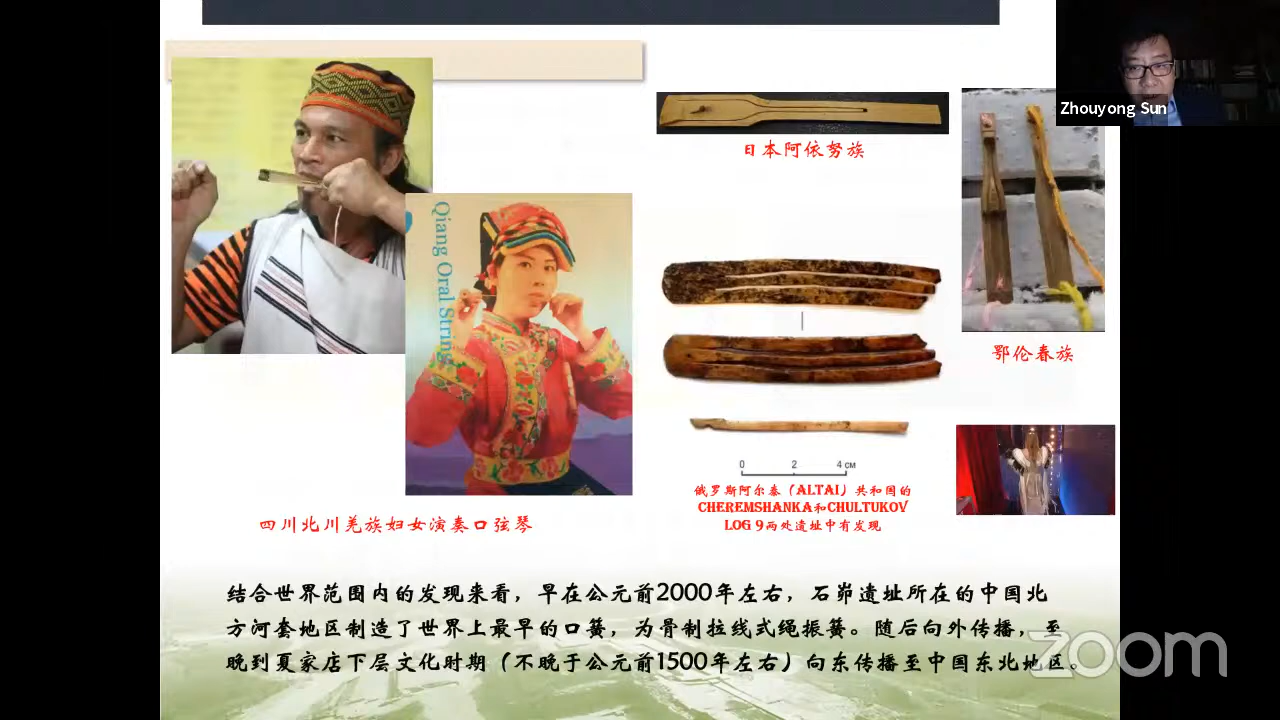 Zhouyong Sun
日本阿依努族
Qiang Oral String
鄂伦春族
0 2 4 см
俄罗斯阿尔泰（ALTAI）共和国的
CHEREMSHANKA和CHULTUKOV
LOG 9两处遗址中有发现
四川北川羌族妇女演奏口弦琴
结合世界范围内的发现来看，早在公元前2000年左右，石峁遗址所在的中国北
方河套地区制造了世界上最早的口簧，为骨制拉线式绳振簧。随后向外传播，至
晚到夏家店下层文化时期（不晚于公元前1500年左右）向东传播至中国东北地区。
zoom